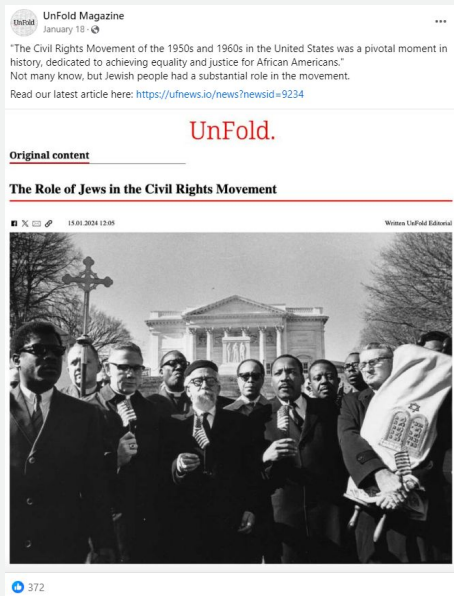 UnFold
UnFold Magazine
January 18 ·
"The Civil Rights Movement of the 1950s and 1960s in the United States was a pivotal moment in
history, dedicated to achieving equality and justice for African Americans."
Not many know, but Jewish people had a substantial role in the movement.
Read our latest article here: https://ufnews.io/news?newsid=9234
UnFold.
Original content
The Role of Jews in the Civil Rights Movement
15.01.2024 12:05
Written UnFold Editorial
372